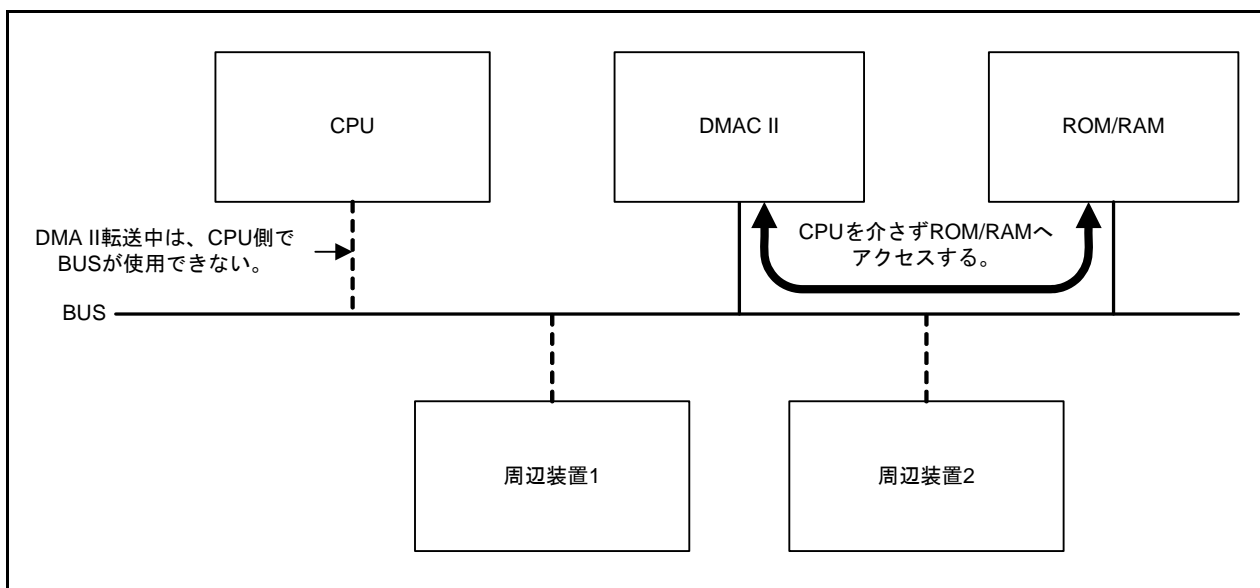 CPU
DMAC II
ROM/RAM
DMA II転送中は、CPU側で
BUSが使用できない。
CPUを介さずROM/RAMへ
アクセスする。
BUS
周辺装置1
周辺装置2